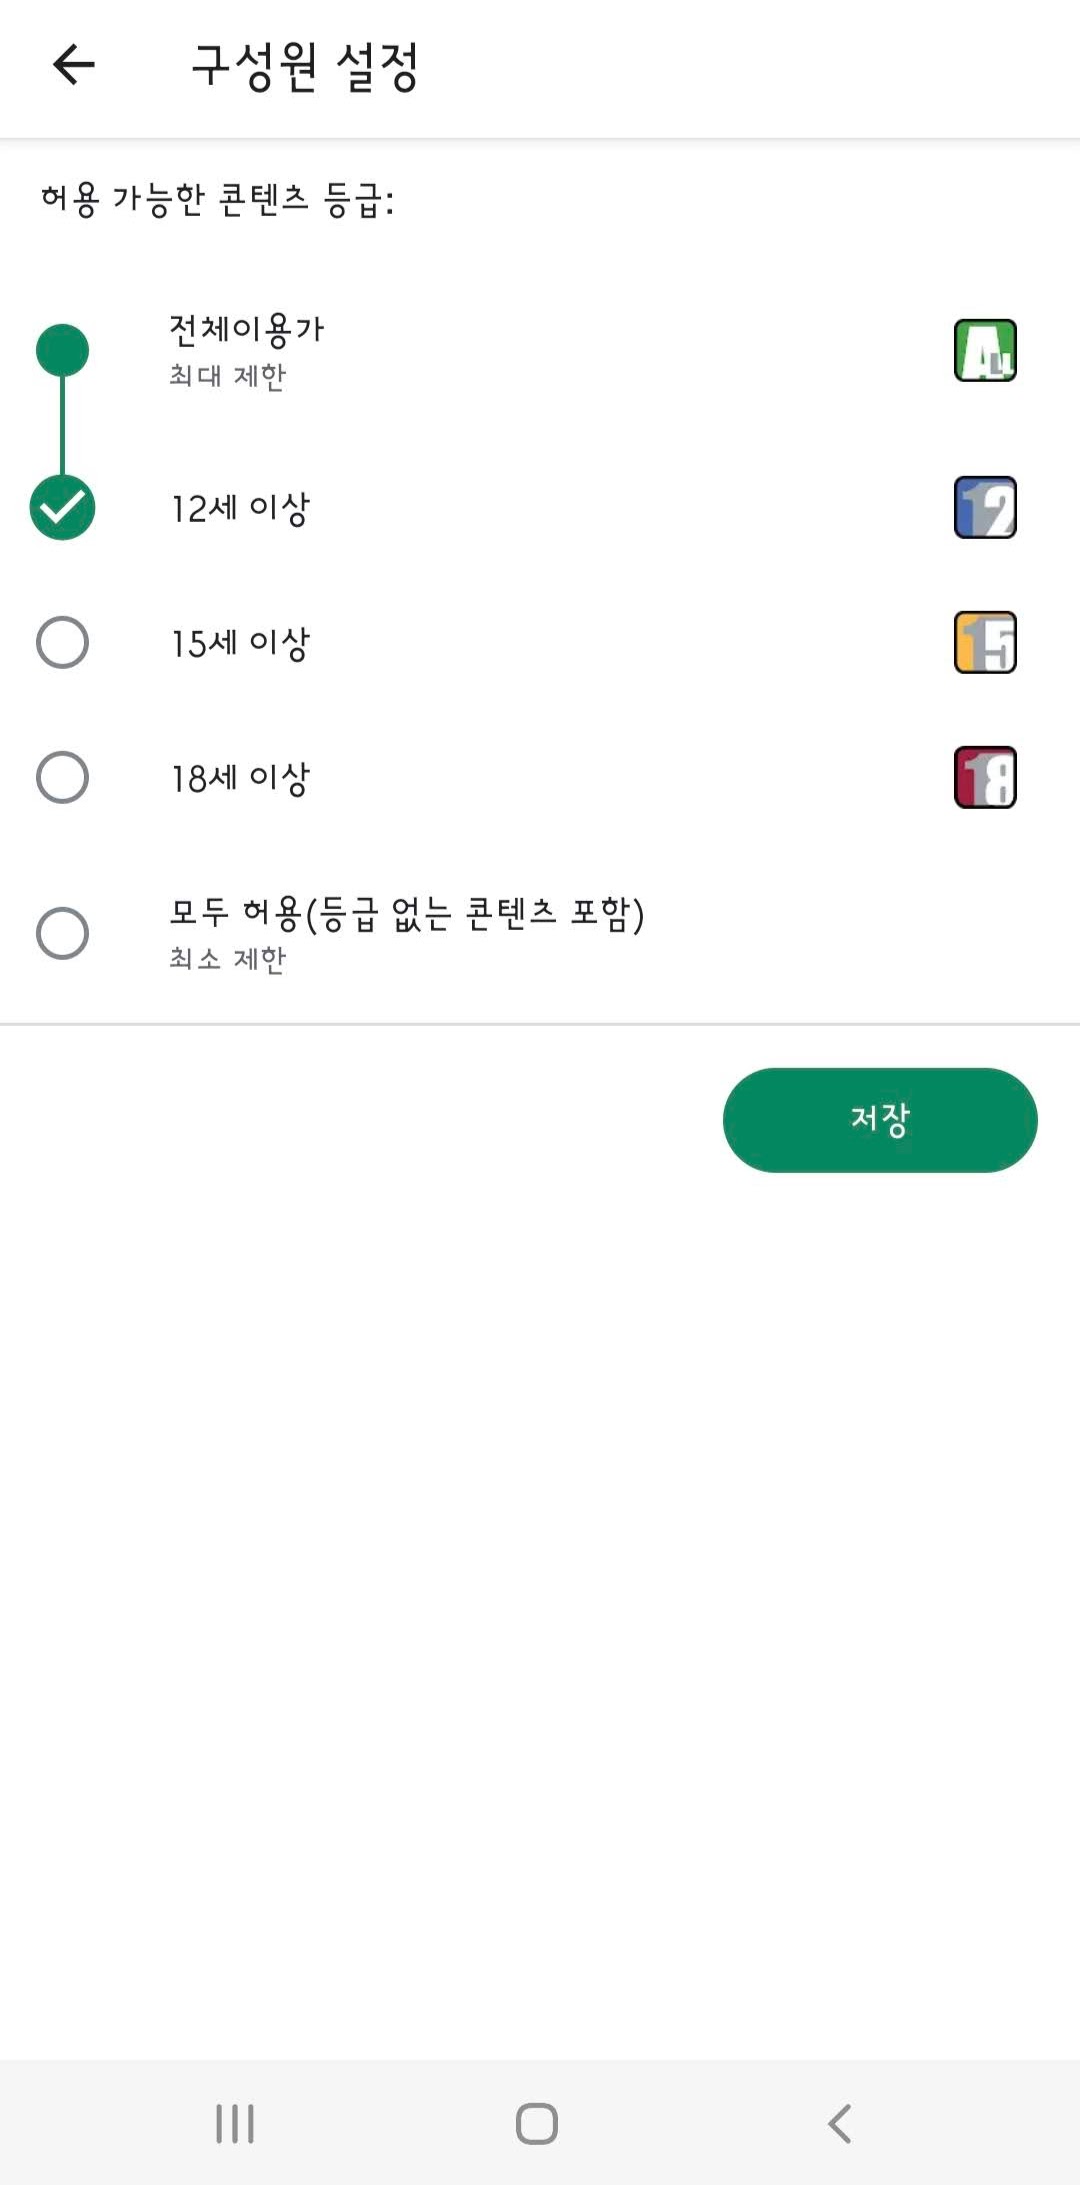 구성원 설정
허용 가능한 콘텐츠 등급:
전체이용가
최대 제한
ALL
12세 이상
12
15세 이상
15
18세 이상
18
모두 허용(등급 없는 콘텐츠 포함)
최소 제한
저장